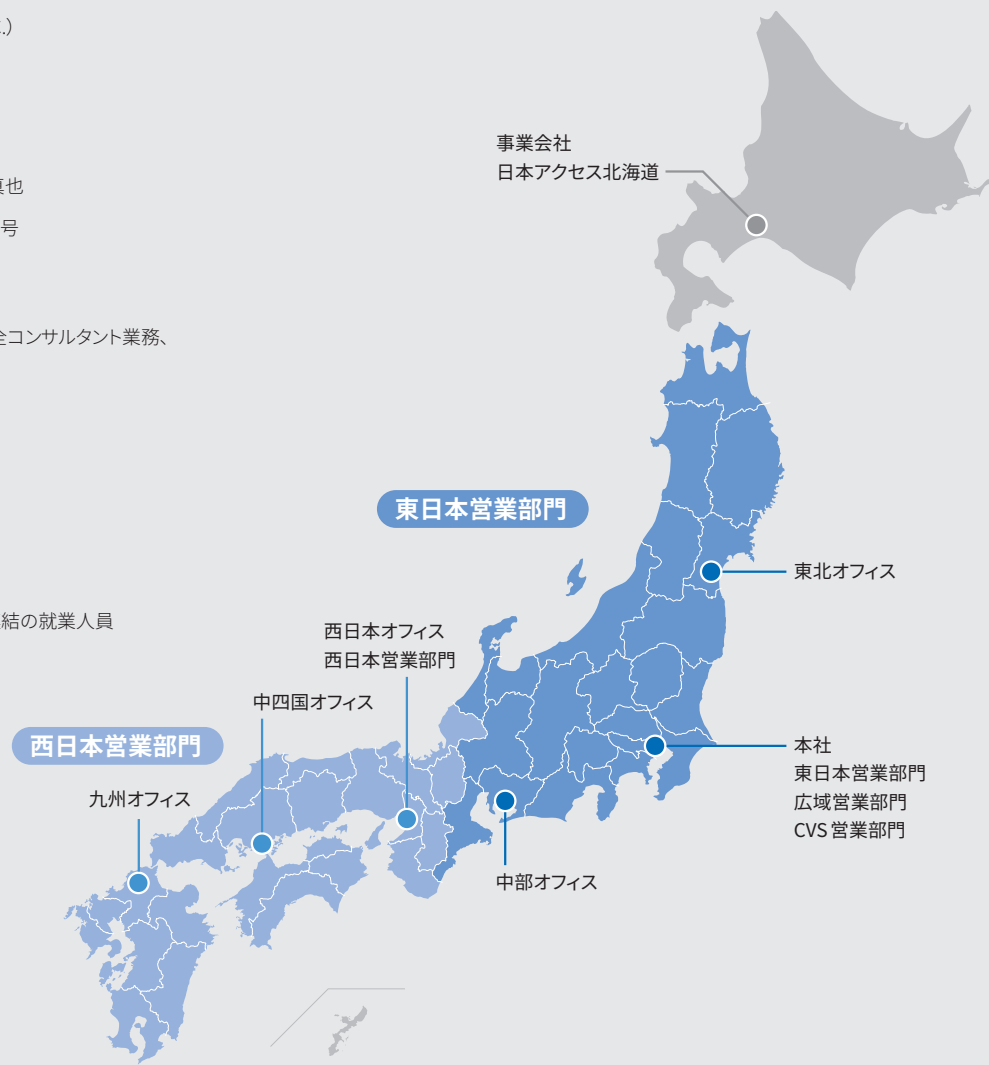 .)
真也
号
全コンサルタント業務、
結の就業人員
事業会社
日本アクセス北海道
東日本営業部門
東北オフィス
西日本オフィス
西日本営業部門
中四国オフィス
西日本営業部門
九州オフィス
本社
東日本営業部門
広域営業部門
CVS営業部門
中部オフィス